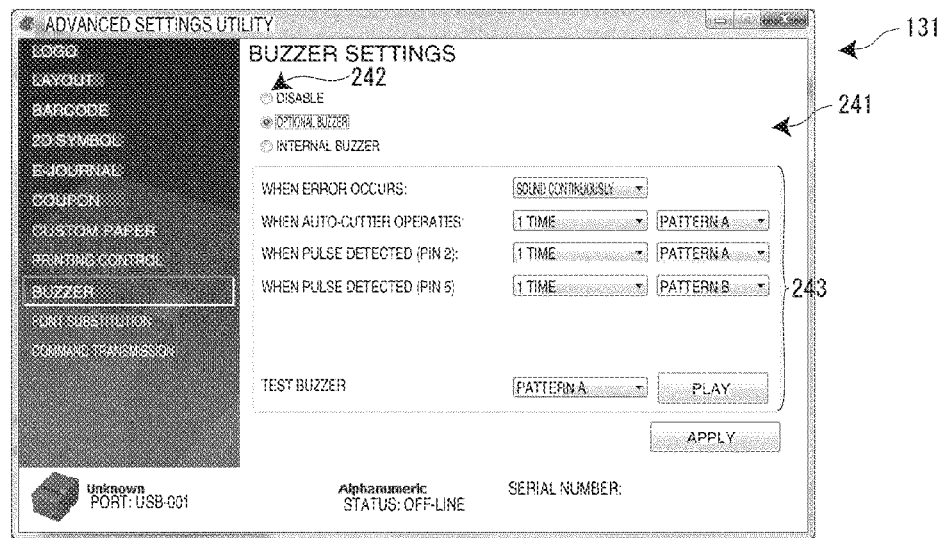 ADVANCED SETTINGS UTILITY
131
LOGO
LAYOUT
BARCODE
2D SYMBOL
E-JOURNAL
COUPON
CUSTOM PAPER
PRINTING CONTROL
BUZZER
FONT SUBSTITUTION
COMMAND TRANSMISSION
BUZZER SETTINGS
242
DISABLE
241
OPTIONAL BUZZER
INTERNAL BUZZER
WHEN ERROR OCCURS: SOUND CONTINUOUSLY
WHEN AUTO-CUTTER OPERATES: 1 TIME PATTERN A
WHEN PULSE DETECTED (PIN 2): 1 TIME PATTERN A
WHEN PULSE DETECTED (PIN 5) 1 TIME PATTERN B
243
TEST BUZZER PATTERN A PLAY
APPLY
Unknown Alphanumeric SERIAL NUMBER:
PORT: USB-001 STATUS: OFF-LINE